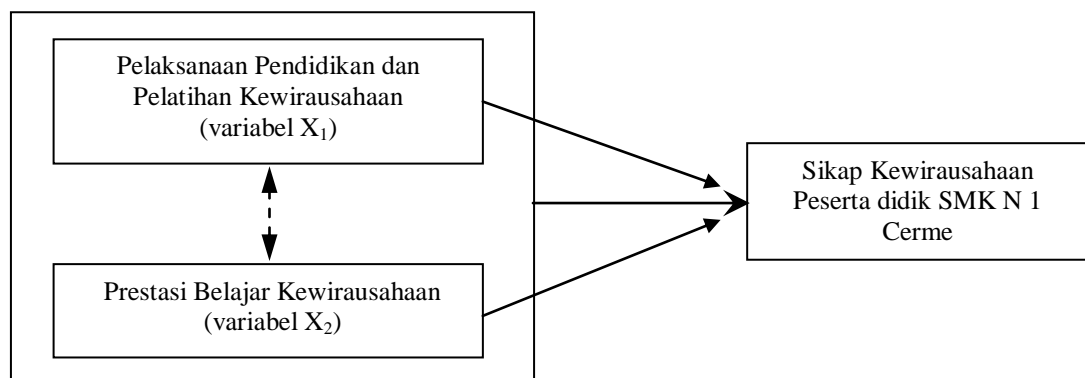 Pelaksanaan Pendidikan dan
Pelatihan Kewirausahaan
(variabel X₁)
Prestasi Belajar Kewirausahaan
(variabel X₂)
Sikap Kewirausahaan
Peserta didik SMK N 1
Cerme